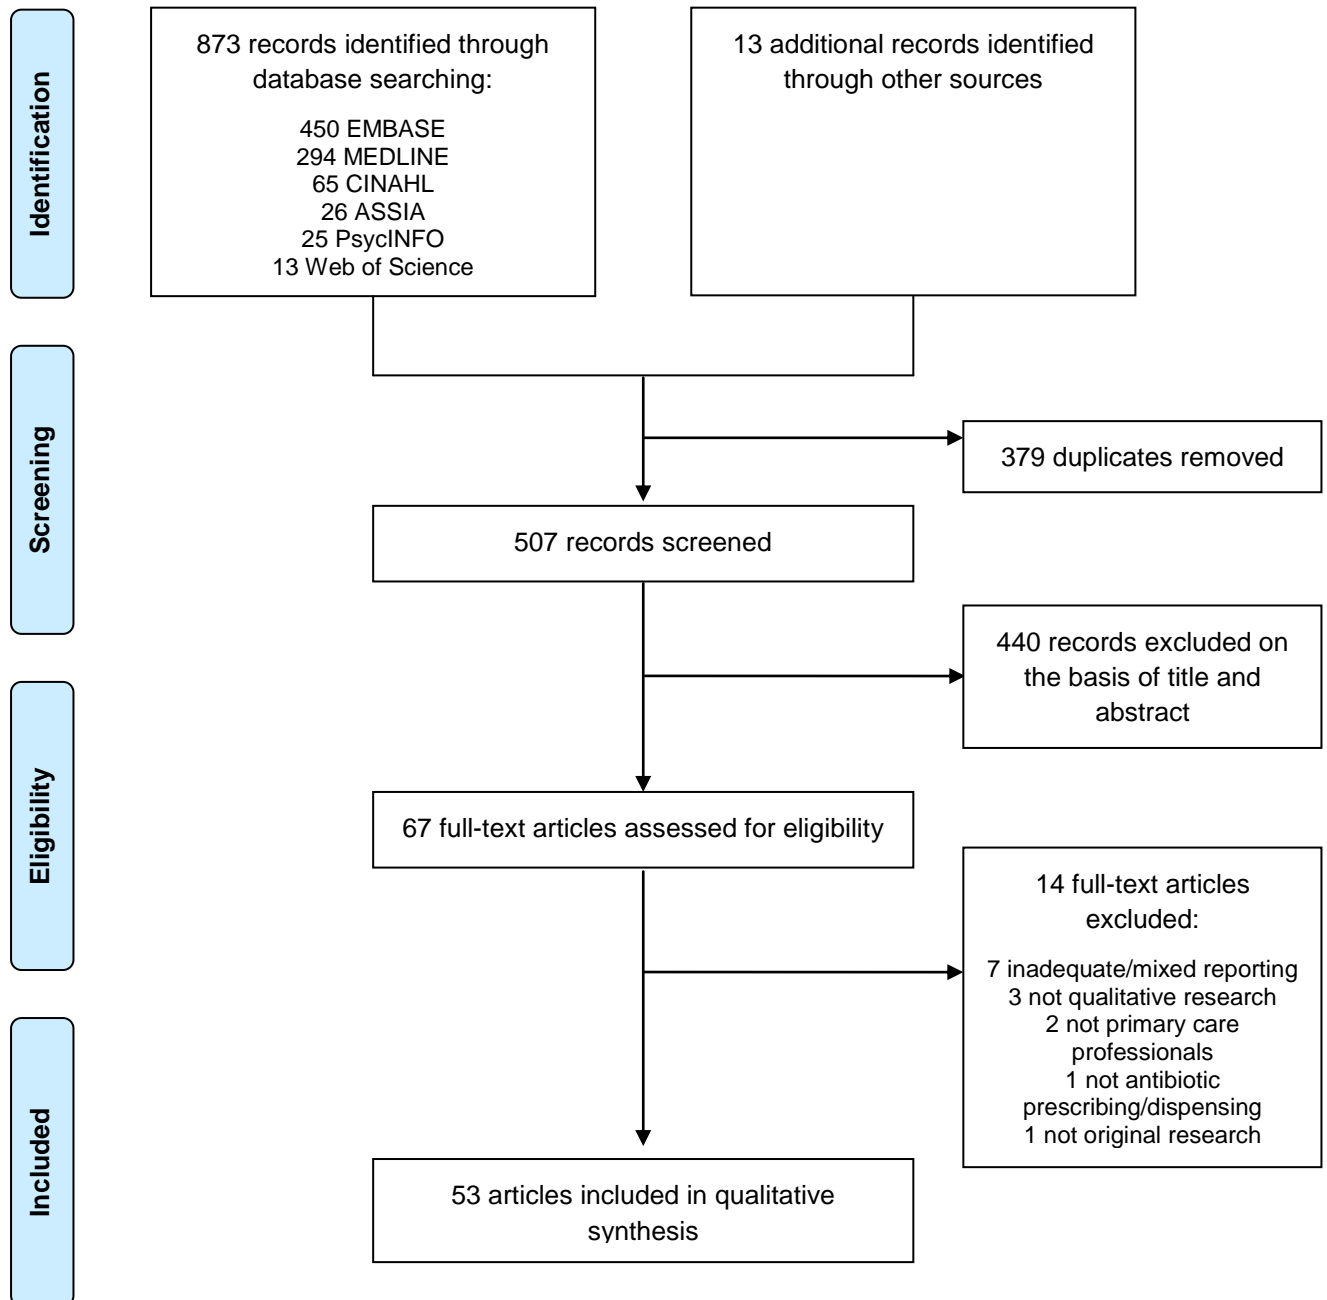 Identification
873 records identified through
database searching:
450 EMBASE
294 MEDLINE
65 CINAHL
26 ASSIA
25 PsycINFO
13 Web of Science
13 additional records identified
through other sources
Screening
379 duplicates removed
507 records screened
440 records excluded on
the basis of title and
abstract
Eligibility
67 full-text articles assessed for eligibility
14 full-text articles
excluded:
7 inadequate/mixed reporting
3 not qualitative research
2 not primary care
professionals
1 not antibiotic
prescribing/dispensing
1 not original research
Included
53 articles included in qualitative
synthesis